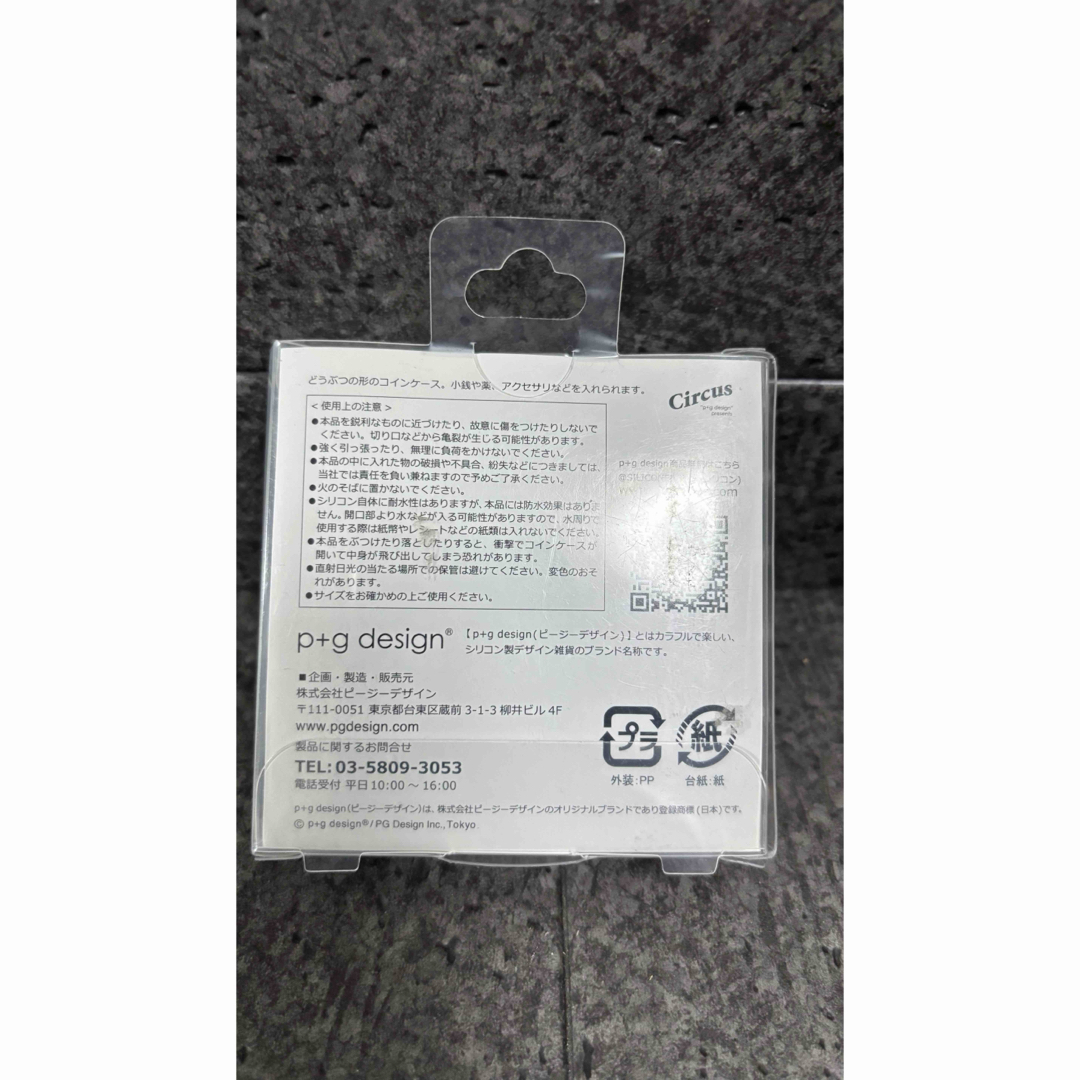 どうぶつの形のコインケース。小銭や薬、アクセサリなどを入れられます。
Circus
"p+g design"
presents
<使用上の注意>
●本品を鋭利なものに近づけたり、故意に傷をつけたりしないで
ください。切り口などから亀裂が生じる可能性があります。
●強く引っ張ったり、無理に負荷をかけないでください。
●本品の中に入れた物の破損や不具合、紛失などにつきましては、
当社では責任を負い兼ねますので予めご了承ください。
●火のそばに置かないでください。
●シリコン自体に耐水性はありますが、本品には防水効果はありま
せん。開口部より水などが入る可能性がありますので、水周りで
使用する際は紙幣やレシートなどの紙類は入れないでください。
●本品をぶつけたり落としたりすると、衝撃でコインケースが
開いて中身が飛び出してしまう恐れがあります。
●直射日光の当たる場所での保管は避けてください。変色のおそ
れがあります。
●サイズをお確かめの上ご使用ください。
p+g design 商品
こちら
p+g design®
【p+g design(ピージーデザイン)】とはカラフルで楽しい、
シリコン製デザイン雑貨のブランド名称です。
■企画・製造・販売元
株式会社ピージーデザイン
〒111-0051 東京都台東区蔵前 3-1-3 柳井ビル 4F
www.pgdesign.com
製品に関するお問合せ
TEL: 03-5809-3053
電話受付 平日 10:00 ～ 16:00
プラ
外装:PP
紙
台紙:紙
p+g design(ピージーデザイン)は、株式会社ピージーデザインのオリジナルブランドであり登録商標(日本)です。
© p+g design®/PG Design Inc., Tokyo